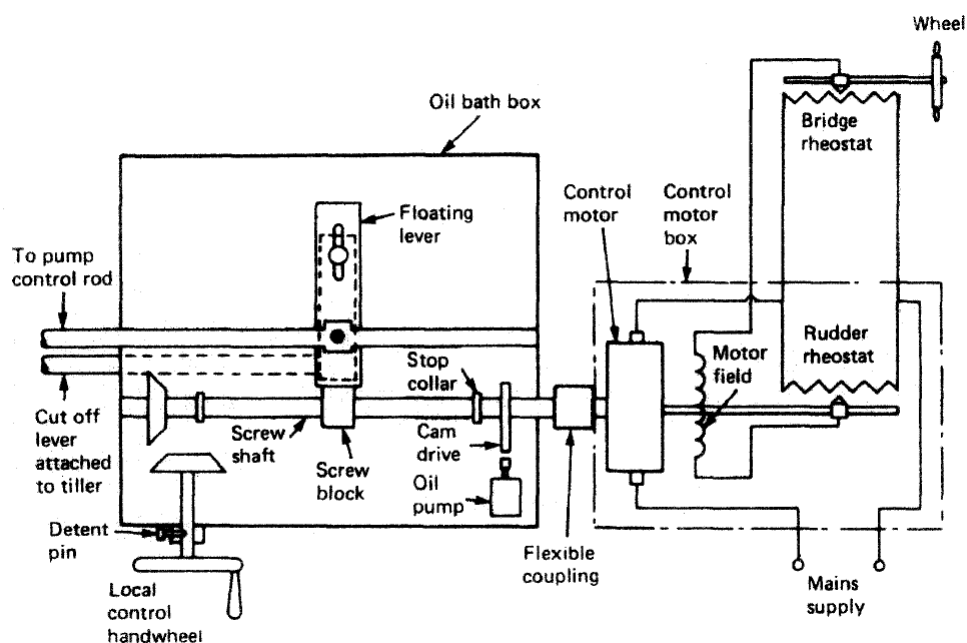 Wheel
Oil bath box
Bridge
rheostat
Control
motor
Control
motor
box
Floating
lever
To pump
control rod
Rudder
rheostat
Motor
field
Stop
collar
Cut off
lever
attached
to tiller
Screw
shaft
Screw
block
Cam
drive
Oil
pump
Detent
pin
Flexible
coupling
Mains
supply
Local
control
handwheel